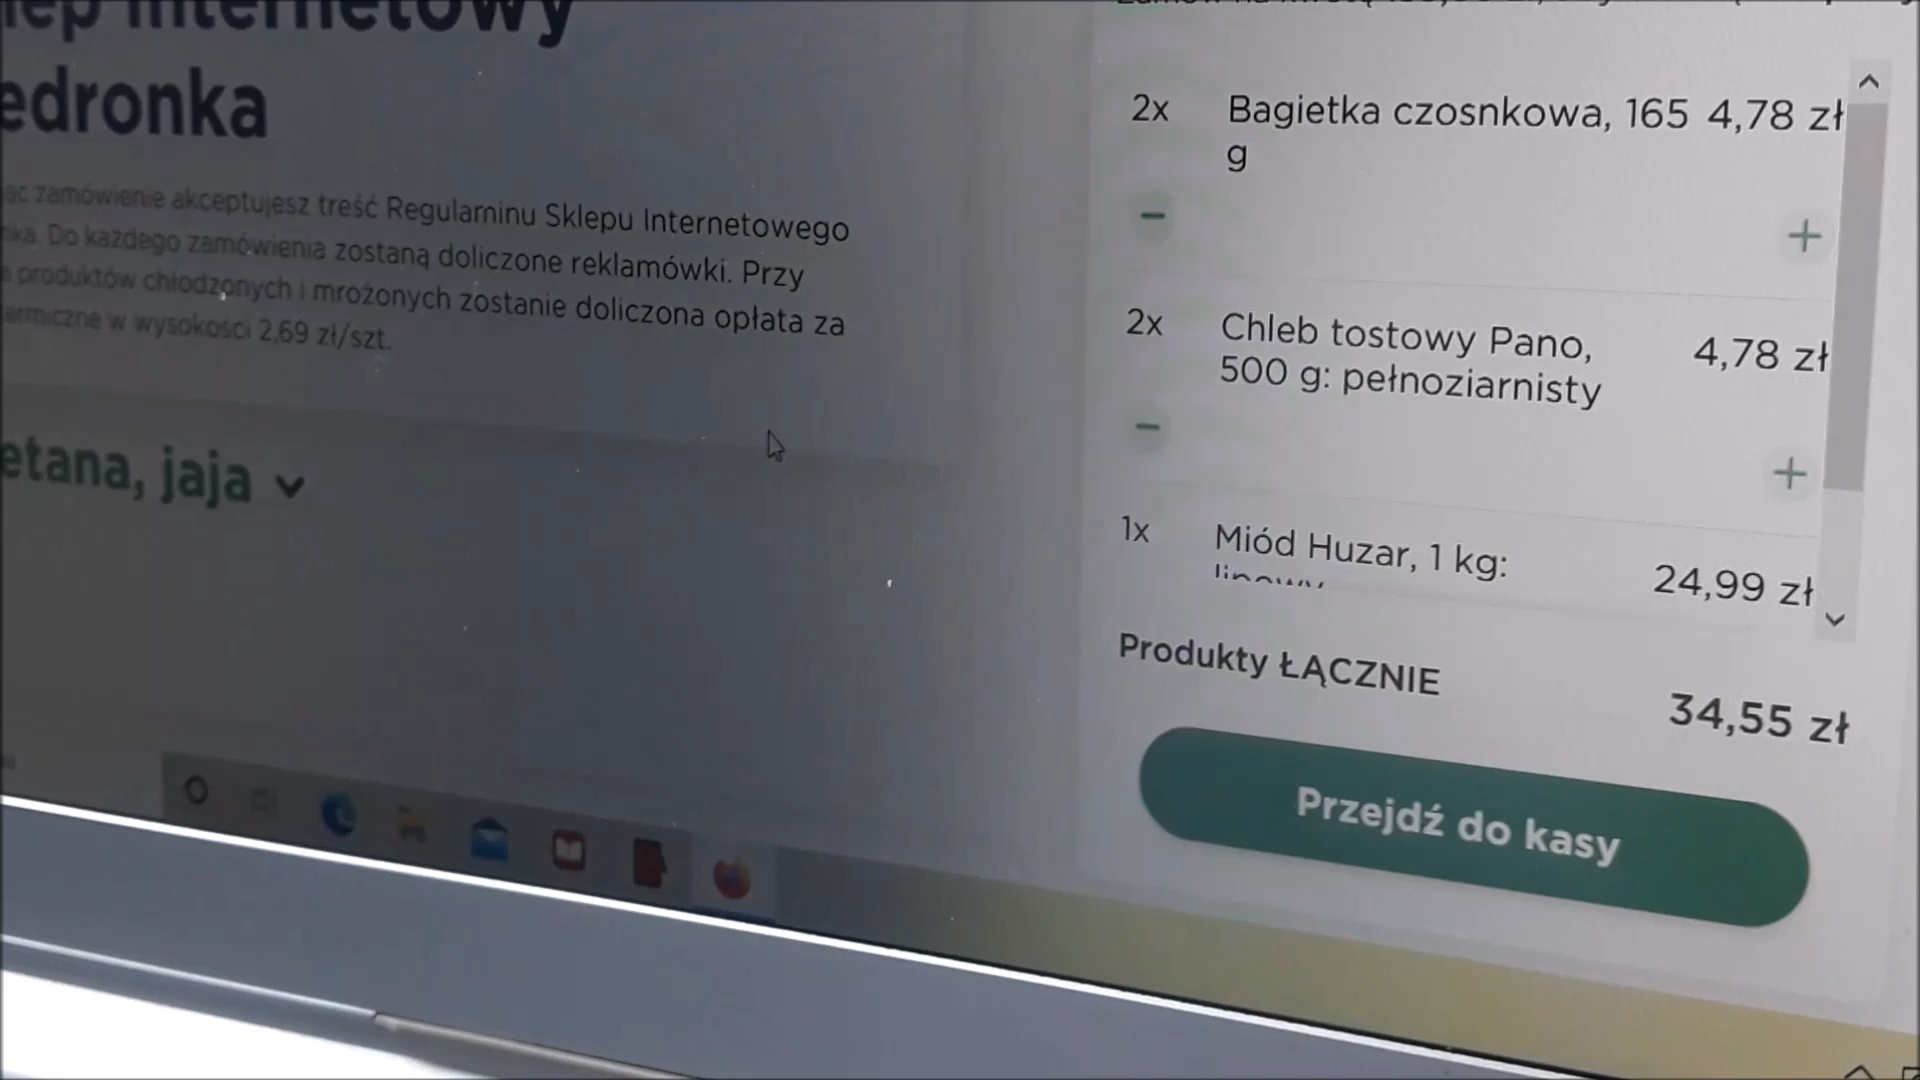 internetowy
edronka
zamówienie akceptujesz treść Regulaminu Sklepu Internetowego
Do każdego zamówienia zostaną doliczone reklamówki. Przy
produktów chłodzonych i mrożonych zostanie doliczona opłata za
w wysokości 2,69 zł/szt.
etana, jaja
2x Bagietka czosnkowa, 165 4,78 zł
g
2x Chleb tostowy Pano, 4,78 zł
500 g: pełnoziarnisty
1x Miód Huzar, 1 kg: 24,99 zł
Produkty ŁĄCZNIE
34,55 zł
Przejdź do kasy